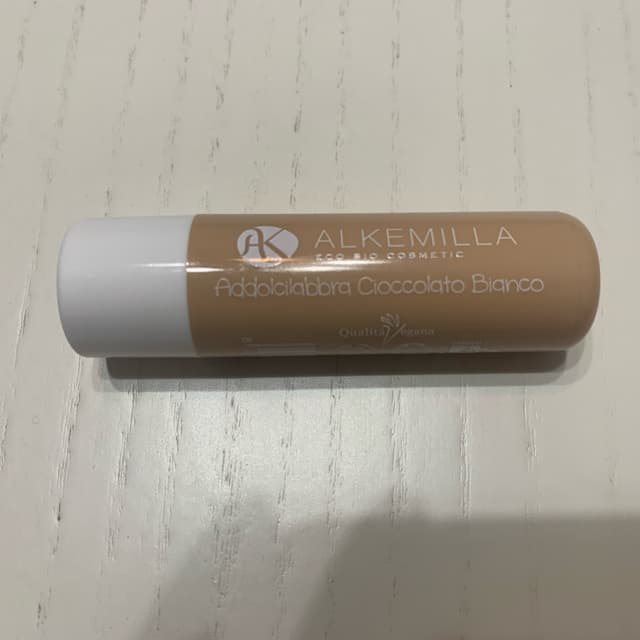 AK ALKEMILLA
ECO BIO COSMETIC
Addolcilabbra Cioccolato Bianco
Qualità Vegana